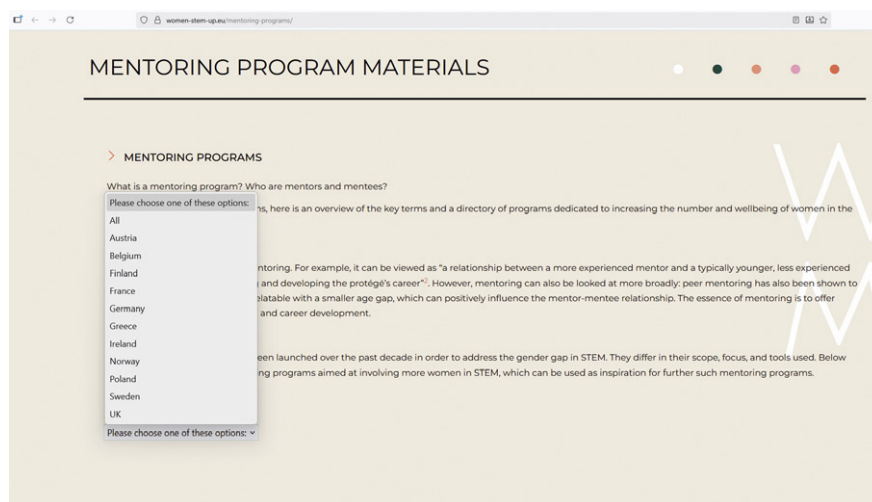 women-stem-up.eu/mentoring-programs/
MENTORING PROGRAM MATERIALS
MENTORING PROGRAMS
What is a mentoring program? Who are mentors and mentees?
Please choose one of these options:
ns, here is an overview of the key terms and a directory of programs dedicated to increasing the number and wellbeing of women in the
All
Austria
Belgium
ntoring. For example, it can be viewed as “a relationship between a more experienced mentor and a typically younger, less experienced
Finland
and developing the protégé’s career”². However, mentoring can also be looked at more broadly: peer mentoring has also been shown to
France
elatable with a smaller age gap, which can positively influence the mentor-mentee relationship. The essence of mentoring is to offer
Germany
and career development.
Greece
Ireland
een launched over the past decade in order to address the gender gap in STEM. They differ in their scope, focus, and tools used. Below
Norway
ng programs aimed at involving more women in STEM, which can be used as inspiration for further such mentoring programs.
Poland
Sweden
UK
Please choose one of these options: